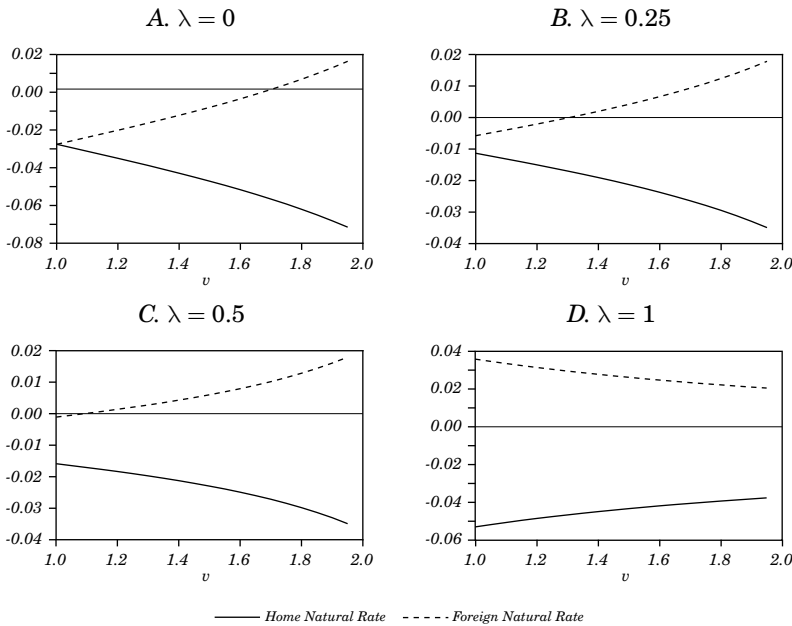 A. λ = 0
0.02
0.00
-0.02
-0.04
-0.06
-0.08
1.0 1.2 1.4 1.6 1.8 2.0
υ
B. λ = 0.25
0.02
0.01
0.00
-0.01
-0.02
-0.03
-0.04
1.0 1.2 1.4 1.6 1.8 2.0
υ
C. λ = 0.5
0.02
0.01
0.00
-0.01
-0.02
-0.03
-0.04
1.0 1.2 1.4 1.6 1.8 2.0
υ
D. λ = 1
0.04
0.02
0.00
-0.02
-0.04
-0.06
1.0 1.2 1.4 1.6 1.8 2.0
υ
Home Natural Rate Foreign Natural Rate